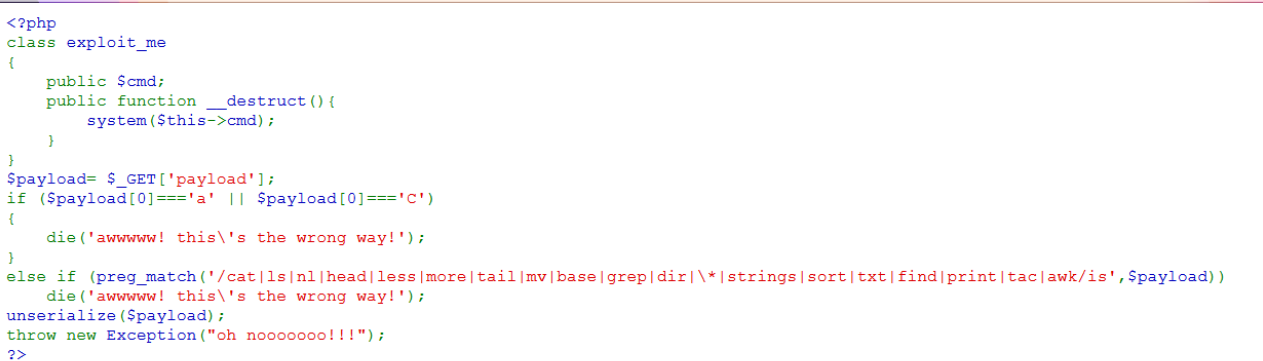 <?php
class exploit_me
{
    public $cmd;
    public function __destruct(){
        system($this->cmd);
    }
}
$payload= $_GET['payload'];
if ($payload[0]==='a' || $payload[0]==='C')
{
    die('awwwww! this\'s the wrong way!');
}
else if (preg_match('/cat|ls|nl|head|less|more|tail|mv|base|grep|dir|\*|strings|sort|txt|find|print|tac|awk/is',$payload))
    die('awwwww! this\'s the wrong way!');
unserialize($payload);
throw new Exception("oh nooooooo!!!");
?>